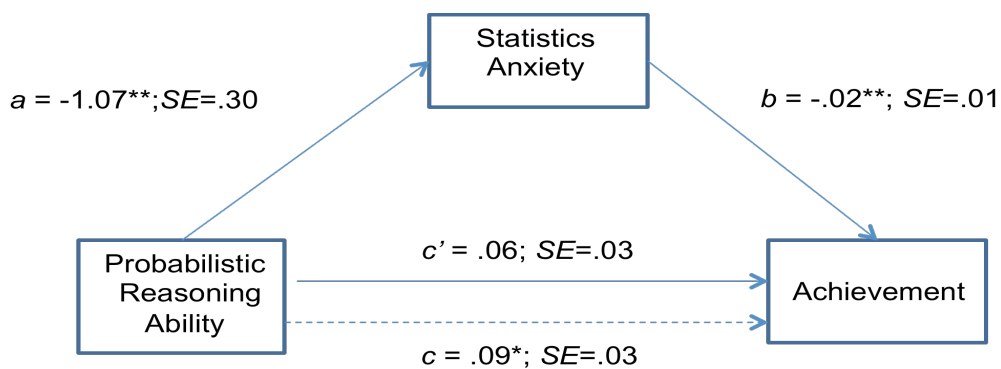 Statistics
Anxiety
a = -1.07**;SE=.30
b = -.02**; SE=.01
Probabilistic
Reasoning
Ability
c’ = .06; SE=.03
Achievement
c = .09*; SE=.03